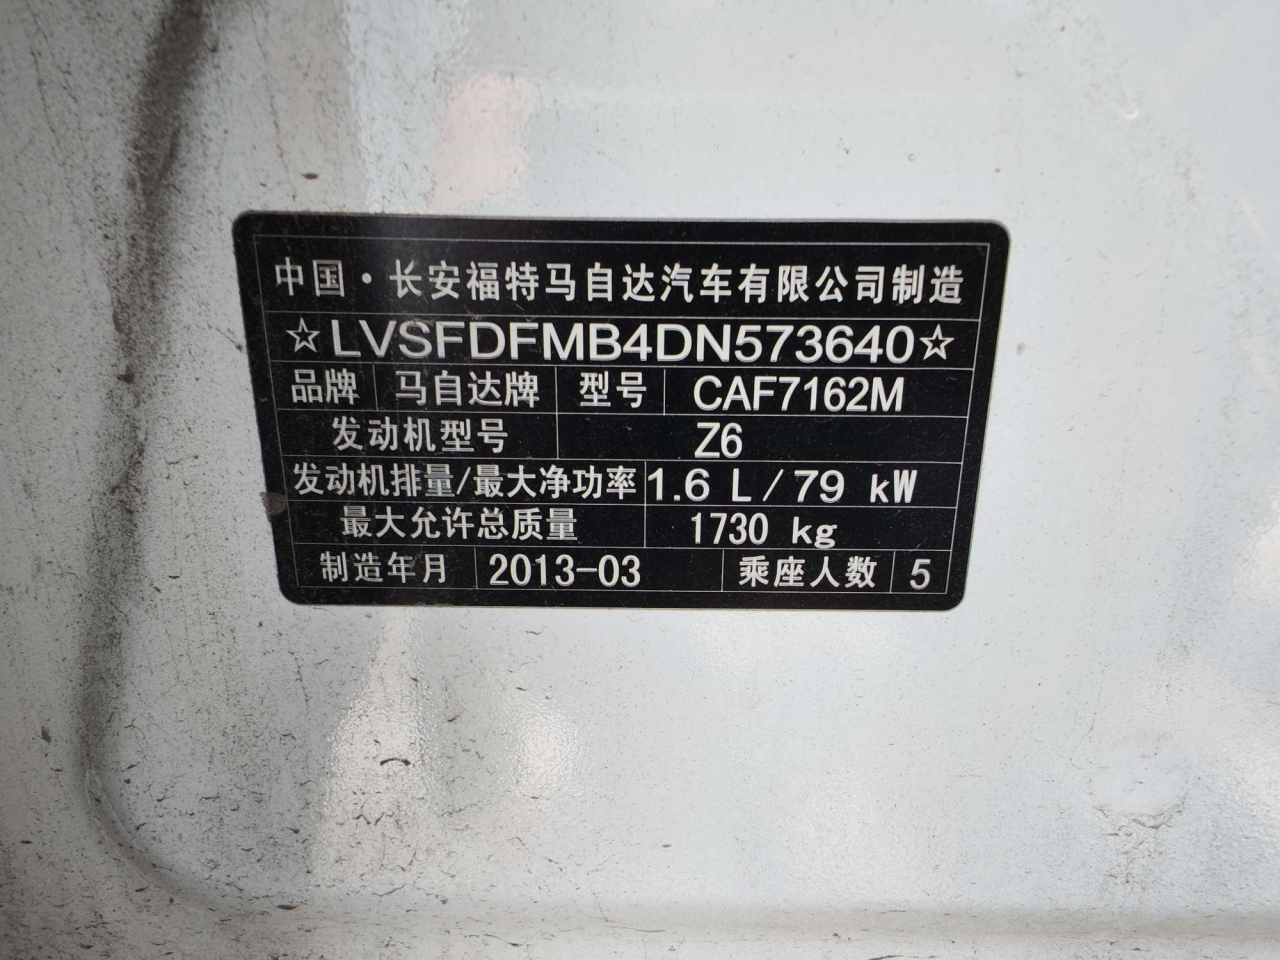 中国·长安福特马自达汽车有限公司制造
☆LVSFDFMB4DN573640☆
品牌 马自达牌 型号 CAF7162M
发动机型号 Z6
发动机排量/最大净功率 1.6 L/79 kW
最大允许总质量 1730 kg
制造年月 2013-03 乘座人数 5